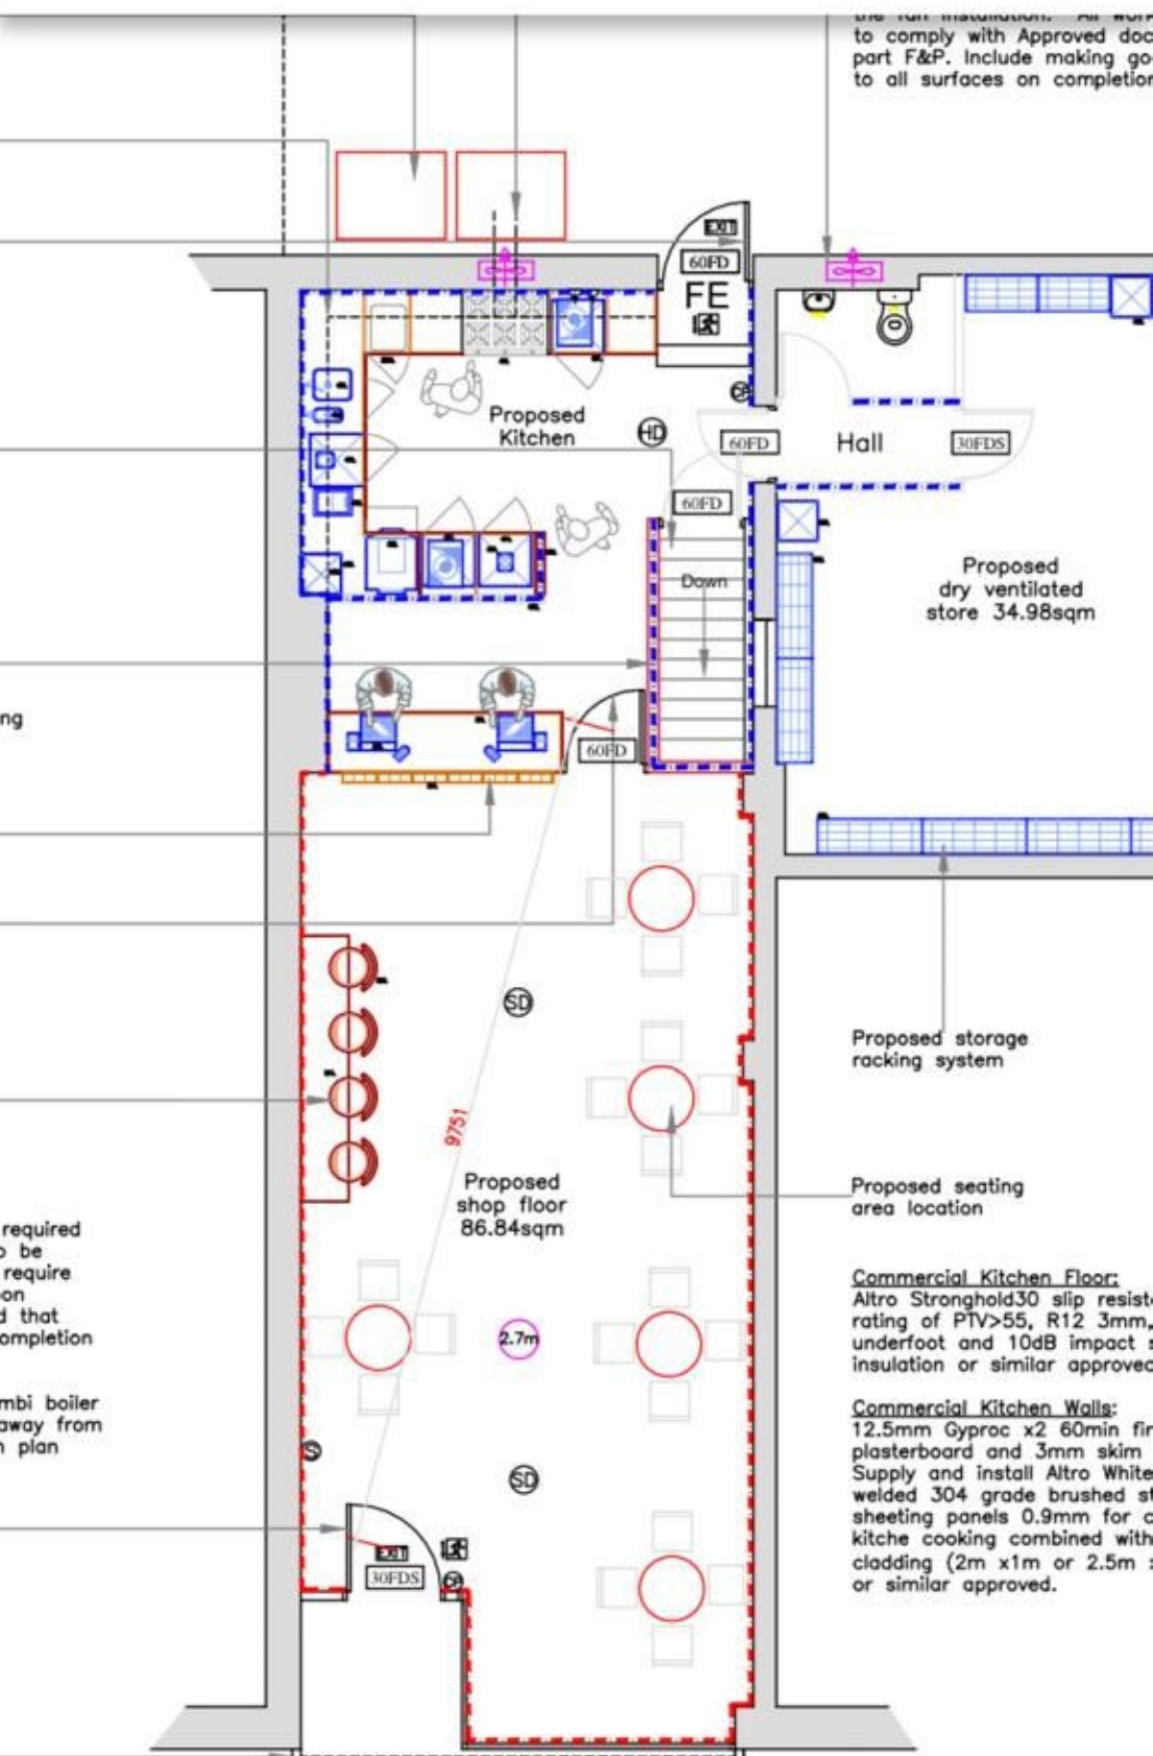 the fan installation. All work
to comply with Approved doc
part F&P. Include making go
to all surfaces on completion
EXIT
60FD
FE
Proposed
Kitchen
HD
60FD
Hall
30FDS
60FD
Down
Proposed
dry ventilated
store 34.98sqm
ng
60FD
SD
Proposed storage
racking system
9751
Proposed
shop floor
86.84sqm
Proposed seating
area location
required
o be
require
on
d that
ompletion
2.7m
Commercial Kitchen Floor:
Altro Stronghold30 slip resist
rating of PTV>55, R12 3mm,
underfoot and 10dB impact s
insulation or similar approved
mbi boiler
away from
n plan
S
SD
Commercial Kitchen Walls:
12.5mm Gyproc x2 60min fir
plasterboard and 3mm skim
Supply and install Altro White
welded 304 grade brushed st
sheeting panels 0.9mm for c
kitche cooking combined with
cladding (2m x1m or 2.5m
or similar approved.
EXIT
30FDS